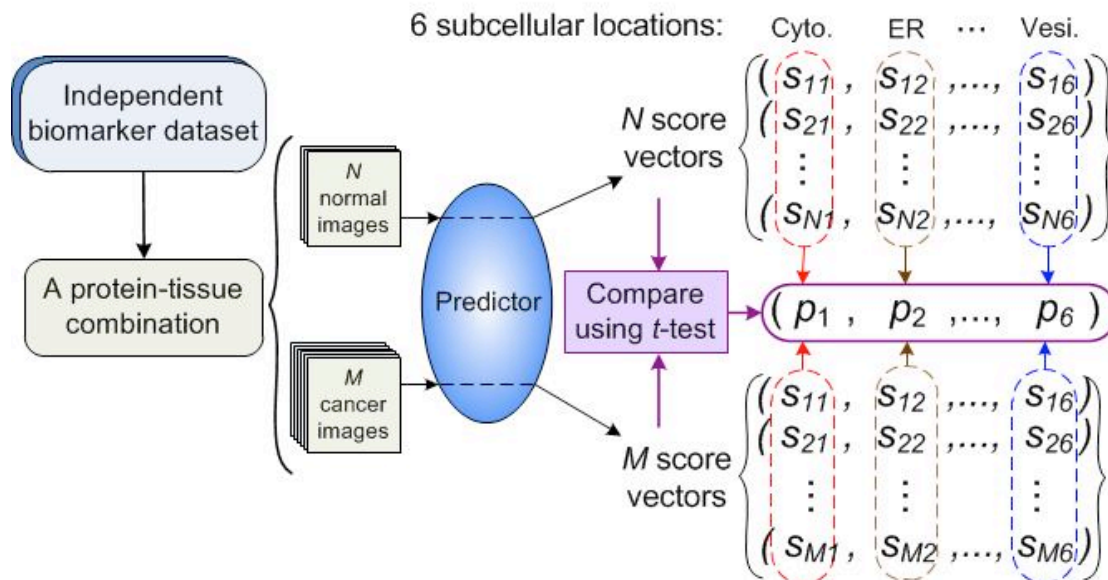 6 subcellular locations:
Cyto. ER ... Vesi.
Independent
biomarker dataset
A protein-tissue
combination
N
normal
images
M
cancer
images
Predictor
N score
vectors
Compare
using t-test
M score
vectors
(s11, s12,..., s16)
(s21, s22,..., s26)
⋮ ⋮ ⋮
(sN1, sN2,..., sN6)
(p1, p2,..., p6)
(s11, s12,..., s16)
(s21, s22,..., s26)
⋮ ⋮ ⋮
(sM1, sM2,..., sM6)